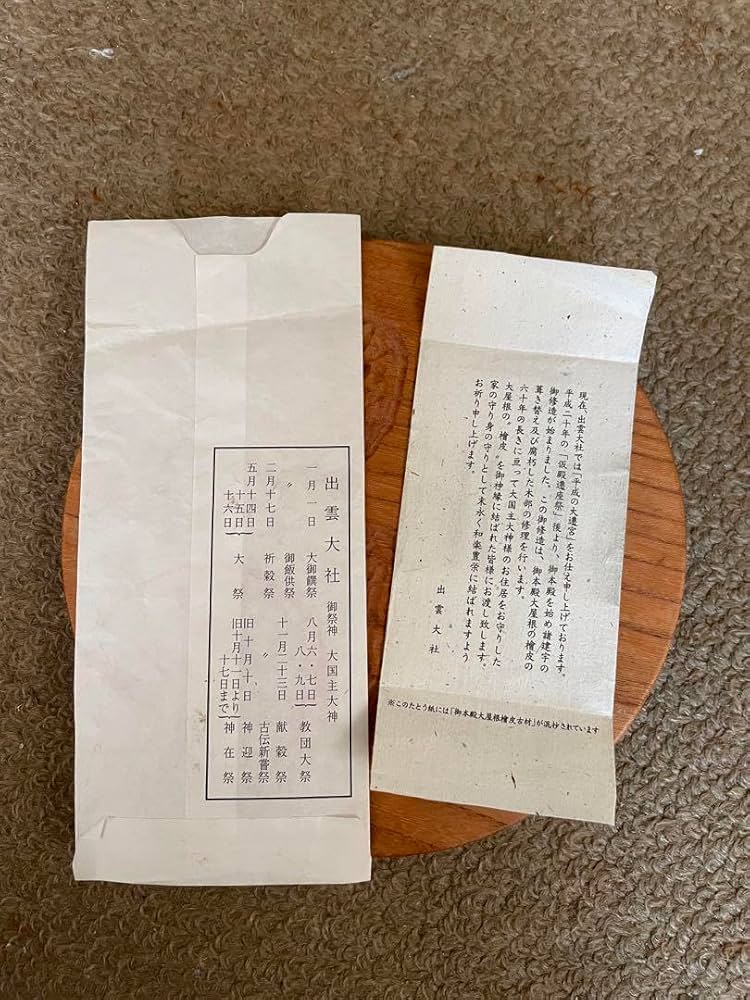 出雲大社 御祭神 大国主大神
一月一日 大御饌祭
〃 御飯供祭
二月十七日 祈穀祭
五月十四日
十五日
十六日 大祭
八月六・七日
八・九日 教団大祭
十一月二十三日 献穀祭
〃 古伝新嘗祭
旧十月十日 神迎祭
旧十月十一日より
十七日まで 神在祭
現在、出雲大社では「平成の大遷宮」をお仕え申し上げております。
平成二十年の「仮殿遷座祭」後より、御本殿を始め諸建字の
御修造が始まりました。この御修造は、御本殿大屋根の檜皮の
葺き替え及び腐朽した木部の修理を行います。
六十年の長きに亘って大国主大神様のお住居をお守りした
大屋根の〝檜皮〟を御神縁に結ばれた皆様にお渡し致します。
家の守り身の守りとして末永く和楽豊栄に結ばれますよう
お祈り申し上げます。
出雲大社
※このたとう紙には「御本殿大屋根檜皮古材」が混抄されています